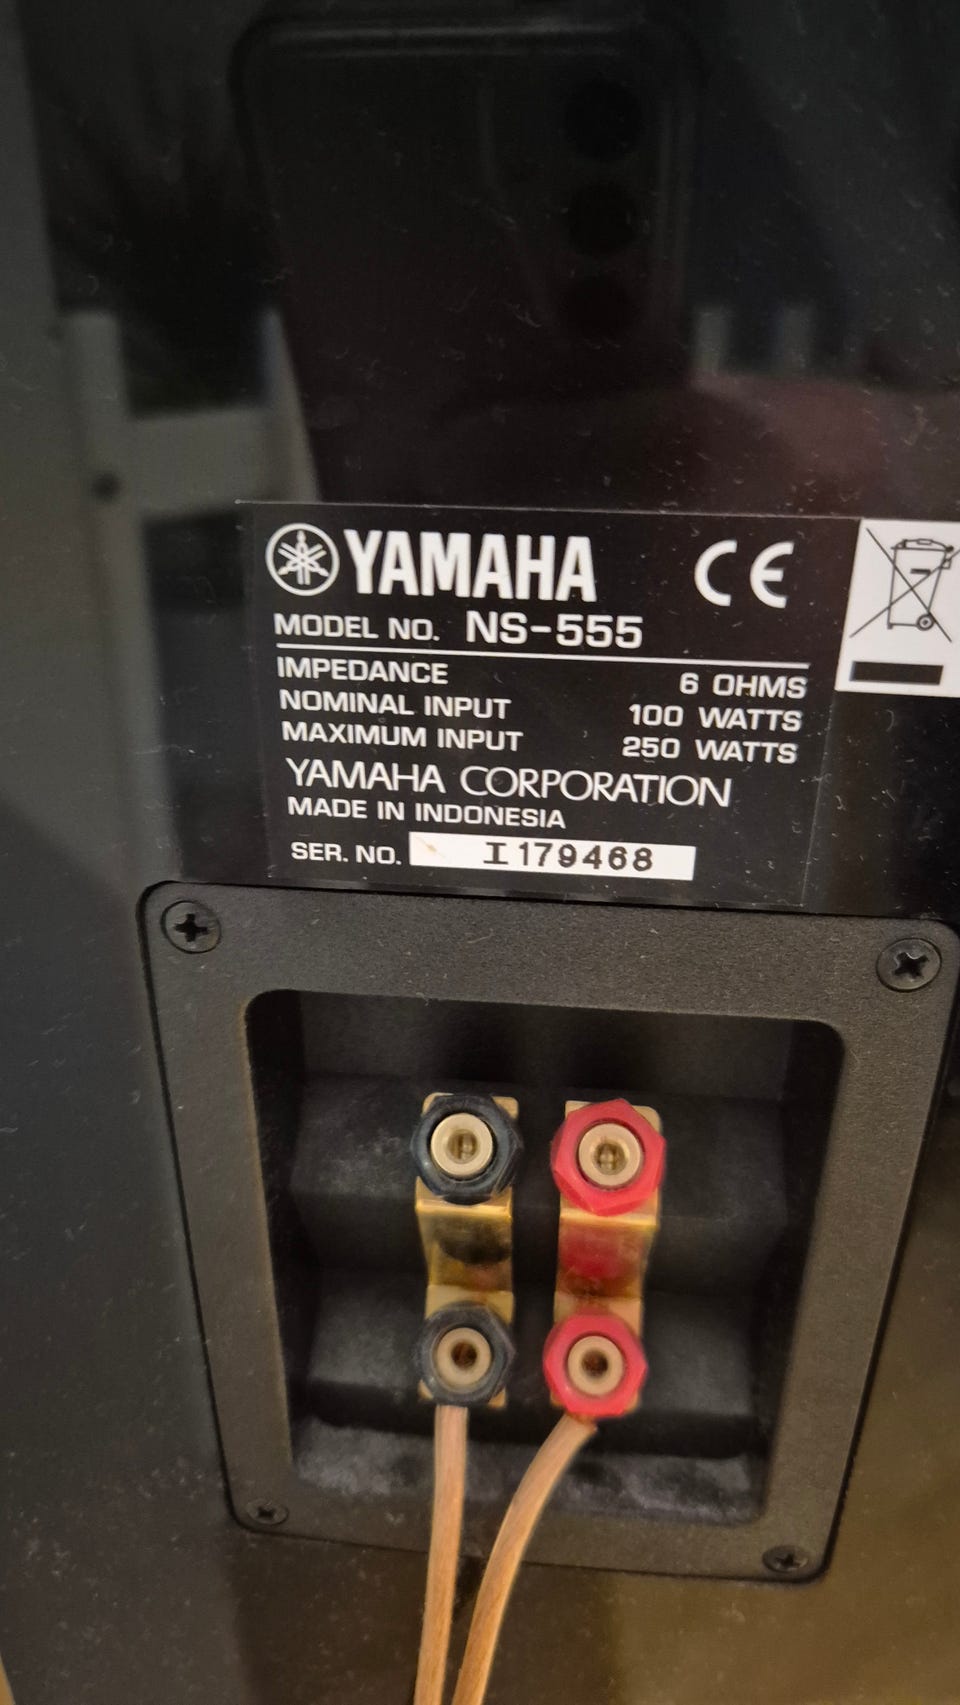 YAMAHA CE
MODEL NO. NS-555
IMPEDANCE 6 OHMS
NOMINAL INPUT 100 WATTS
MAXIMUM INPUT 250 WATTS
YAMAHA CORPORATION
MADE IN INDONESIA
SER. NO. I179468